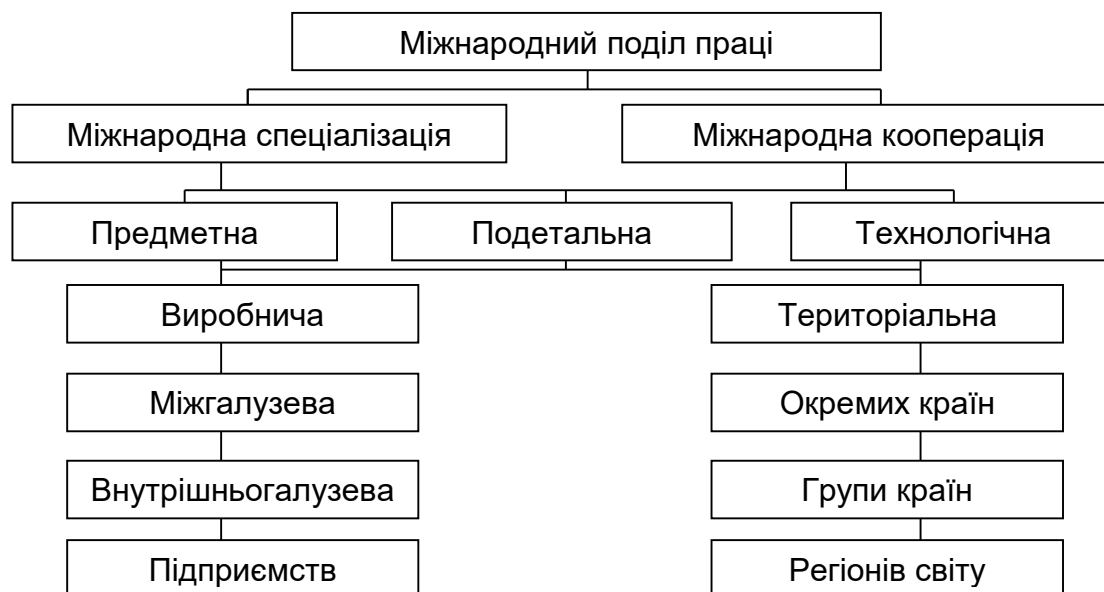 Міжнародний поділ праці
Міжнародна спеціалізація
Міжнародна кооперація
Предметна
Подетальна
Технологічна
Виробнича
Територіальна
Міжгалузева
Окремих країн
Внутрішньогалузева
Групи країн
Підприємств
Регіонів світу